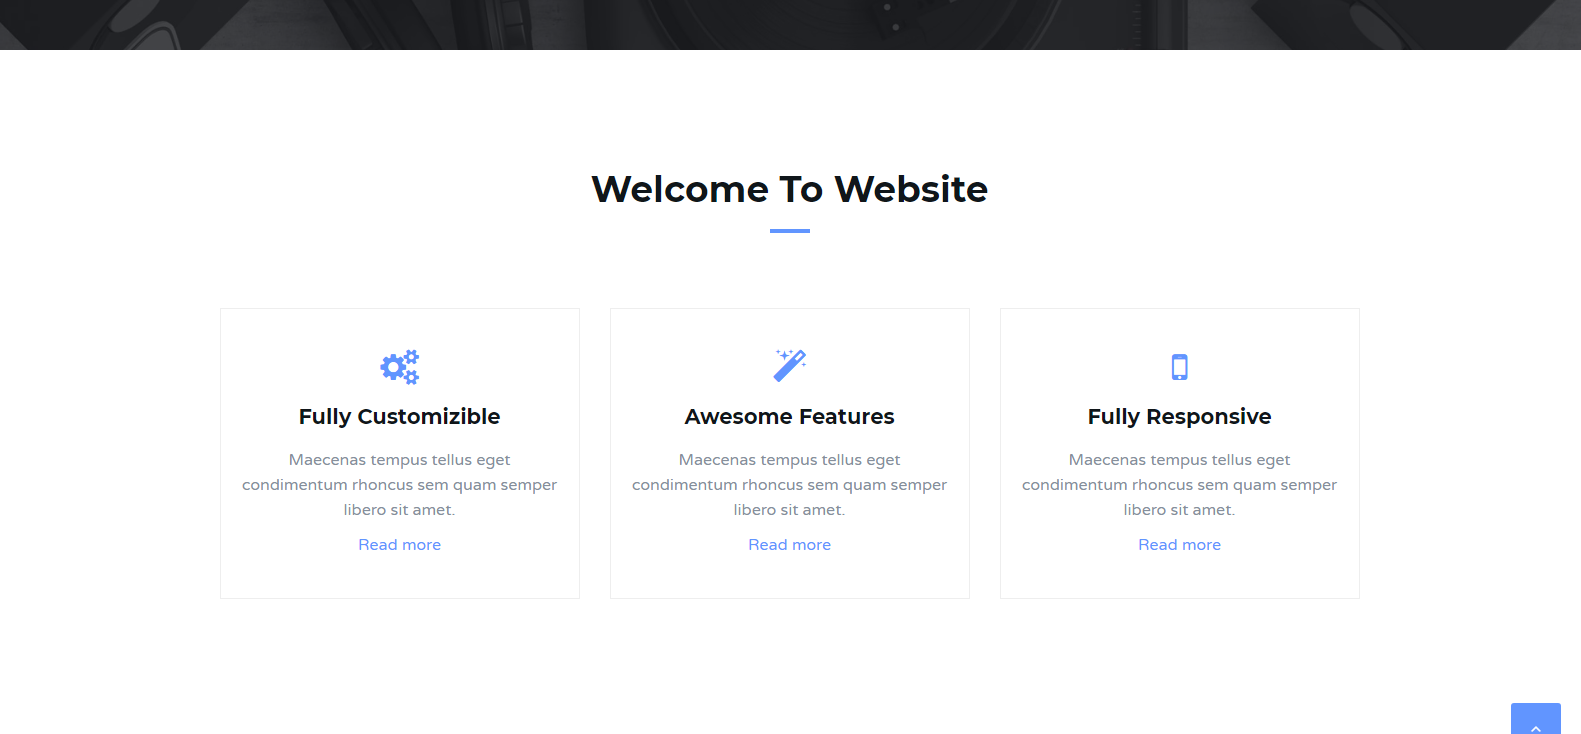 Welcome To Website
Fully Customizible
Maecenas tempus tellus eget
condimentum rhoncus sem quam semper
libero sit amet.
Read more
Awesome Features
Maecenas tempus tellus eget
condimentum rhoncus sem quam semper
libero sit amet.
Read more
Fully Responsive
Maecenas tempus tellus eget
condimentum rhoncus sem quam semper
libero sit amet.
Read more